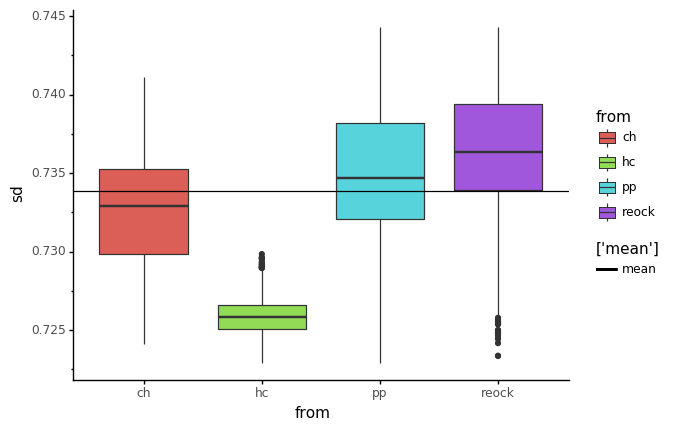 0.745
0.740
0.735
0.730
0.725
sd
ch
hc
pp
reock
from
from
ch
hc
pp
reock
['mean']
mean